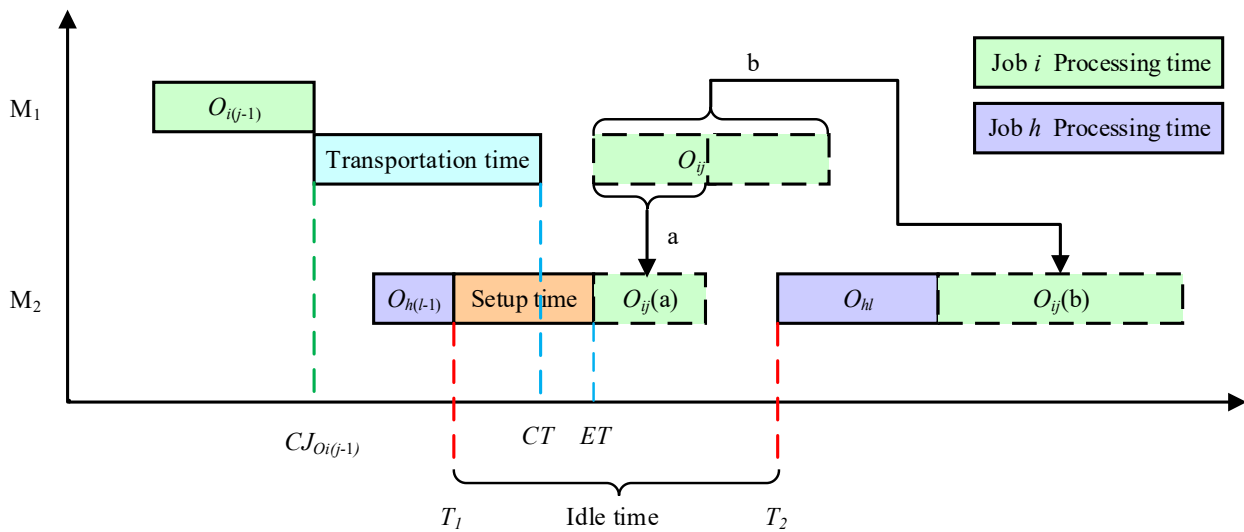 b
Job i Processing time
M1
Oi(j-1)
Job h Processing time
Transportation time
Oij
a
M2
Oh(l-1)
Setup time
Oij(a)
Ohl
Oij(b)
CJOi(j-1)
CT
ET
T1
Idle time
T2